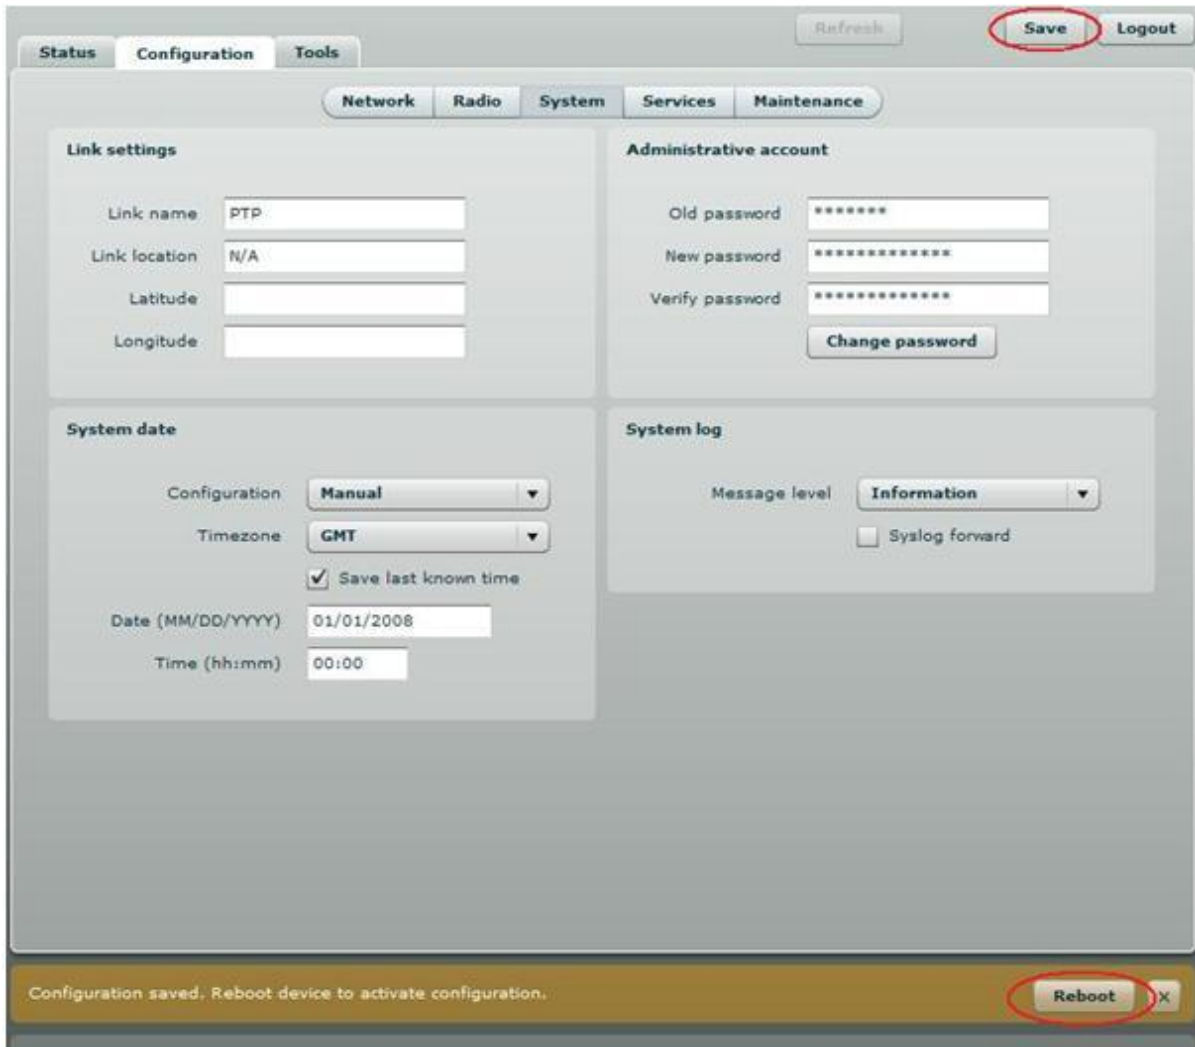 Refresh Save Logout
Status Configuration Tools
Network Radio System Services Maintenance
Link settings
Link name PTP
Link location N/A
Latitude
Longitude
Administrative account
Old password *******
New password *************
Verify password *************
Change password
System date
Configuration Manual
Timezone GMT
Save last known time
Date (MM/DD/YYYY) 01/01/2008
Time (hh:mm) 00:00
System log
Message level Information
Syslog forward
Configuration saved. Reboot device to activate configuration. Reboot X